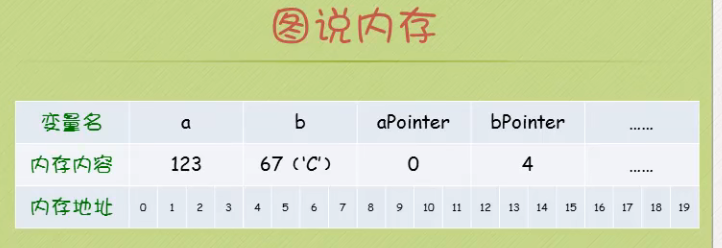 图说内存
变量名 a b aPointer bPointer ……
内存内容 123 67（‘C’） 0 4 ……
内存地址 0 1 2 3 4 5 6 7 8 9 10 11 12 13 14 15 16 17 18 19